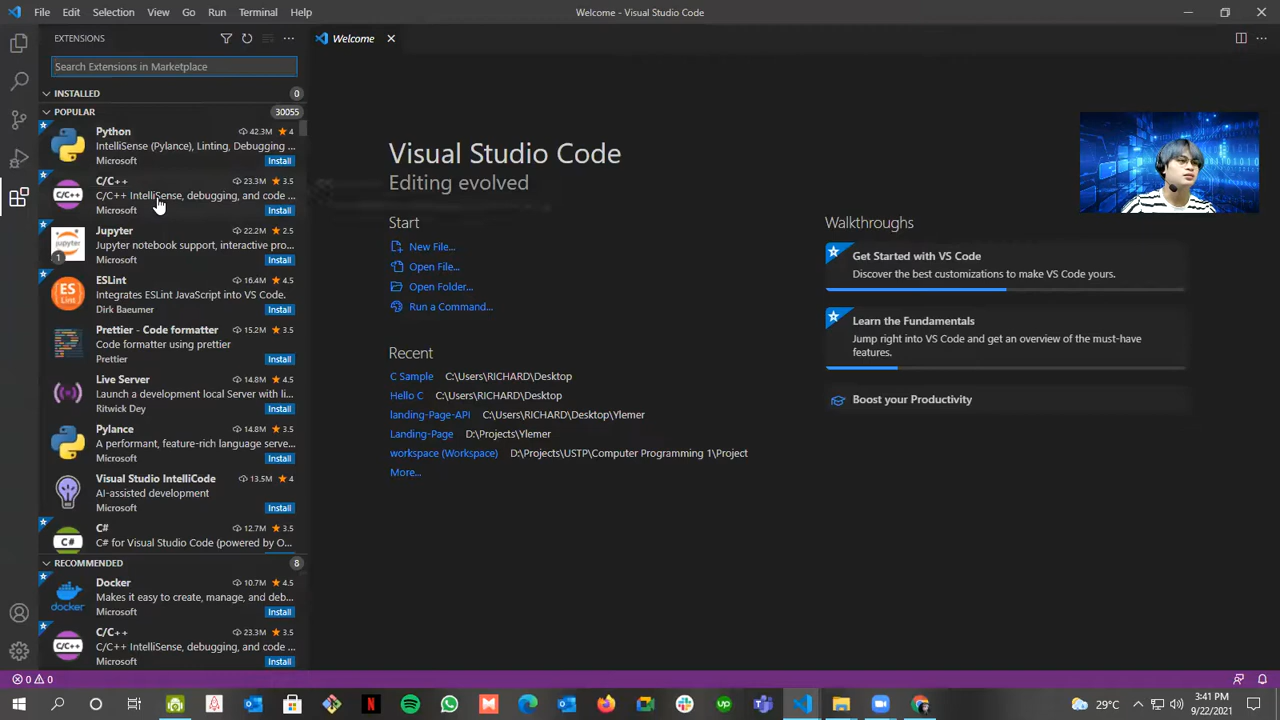 File Edit Selection View Go Run Terminal Help
Welcome - Visual Studio Code
EXTENSIONS
Search Extensions in Marketplace
INSTALLED 0
POPULAR 30055
Python 42.3M 4
IntelliSense (Pylance), Linting, Debugging ...
Microsoft Install
C/C++ 23.3M 3.5
C/C++ IntelliSense, debugging, and code ...
Microsoft Install
Jupyter 22.2M 2.5
Jupyter notebook support, interactive pro...
Microsoft Install
jupyter
1
ESLint 16.4M 4.5
Integrates ESLint JavaScript into VS Code.
Dirk Baeumer Install
ES
Lint
Prettier - Code formatter 15.2M 3.5
Code formatter using prettier
Prettier Install
Live Server 14.8M 4.5
Launch a development local Server with li...
Ritwick Dey Install
Pylance 14.8M 3.5
A performant, feature-rich language serve...
Microsoft Install
Visual Studio IntelliCode 13.5M 4
AI-assisted development
Microsoft Install
C# 12.7M 3.5
C# for Visual Studio Code (powered by O...
C#
RECOMMENDED 8
Docker 10.7M 4.5
Makes it easy to create, manage, and deb...
Microsoft Install
docker
C/C++ 23.3M 3.5
C/C++ IntelliSense, debugging, and code ...
Microsoft Install
C/C++
Welcome
Visual Studio Code
Editing evolved
Start
New File...
Open File...
Open Folder...
Run a Command...
Recent
C Sample C:\Users\RICHARD\Desktop
Hello C C:\Users\RICHARD\Desktop
landing-Page-API C:\Users\RICHARD\Desktop\Ylemer
Landing-Page D:\Projects\Ylemer
workspace (Workspace) D:\Projects\USTP\Computer Programming 1\Project
More...
Walkthroughs
Get Started with VS Code
Discover the best customizations to make VS Code yours.
Learn the Fundamentals
Jump right into VS Code and get an overview of the must-have
features.
Boost your Productivity
0 0
29°C
3:41 PM
9/22/2021